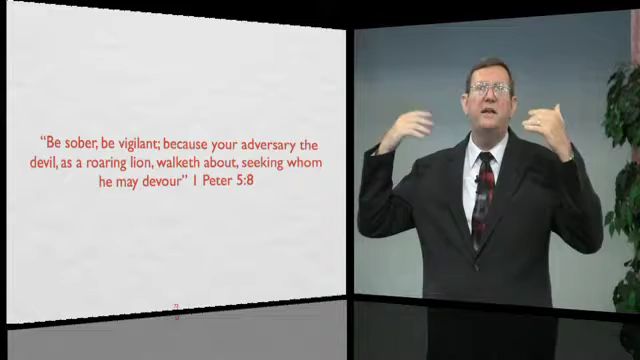 “Be sober, be vigilant; because your adversary the
devil, as a roaring lion, walketh about, seeking whom
he may devour” 1 Peter 5:8